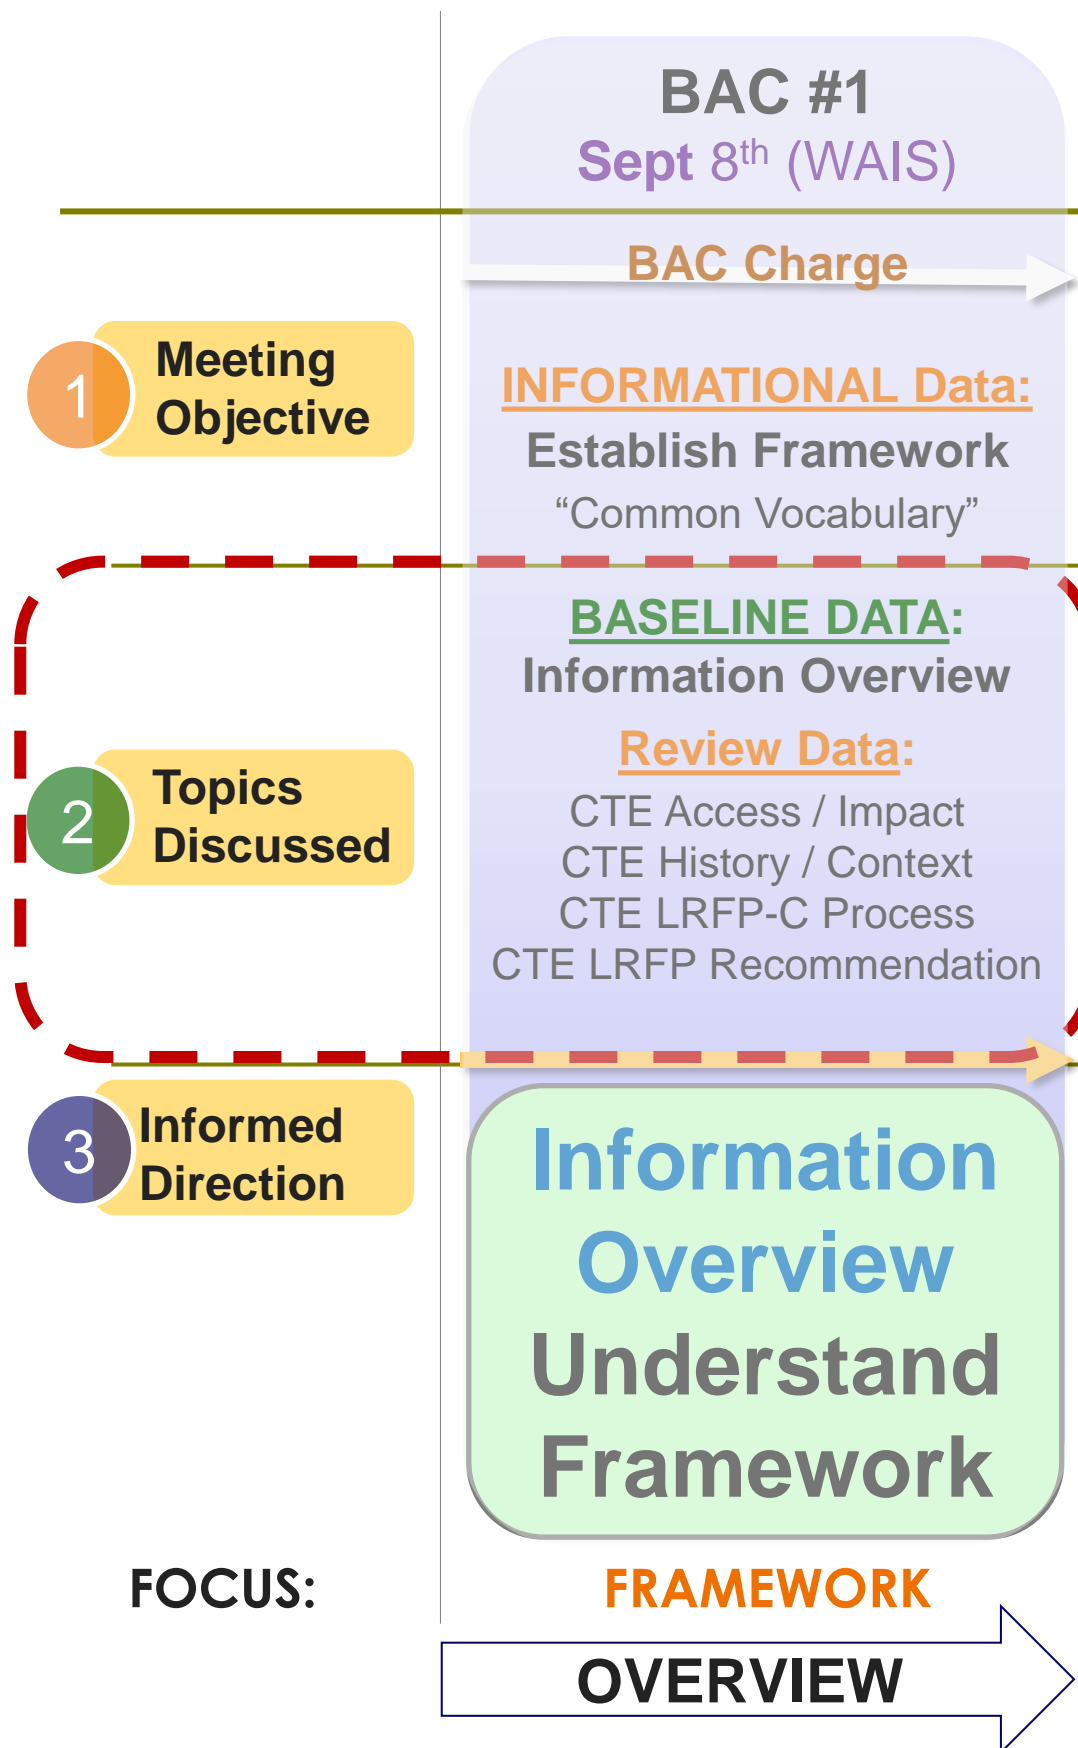 BAC #1
Sept 8th (WAIS)
BAC Charge
1
Meeting
Objective
INFORMATIONAL Data:
Establish Framework
“Common Vocabulary”
2
Topics
Discussed
BASELINE DATA:
Information Overview
Review Data:
CTE Access / Impact
CTE History / Context
CTE LRFP-C Process
CTE LRFP Recommendation
3
Informed
Direction
Information
Overview
Understand
Framework
FOCUS:
FRAMEWORK
OVERVIEW